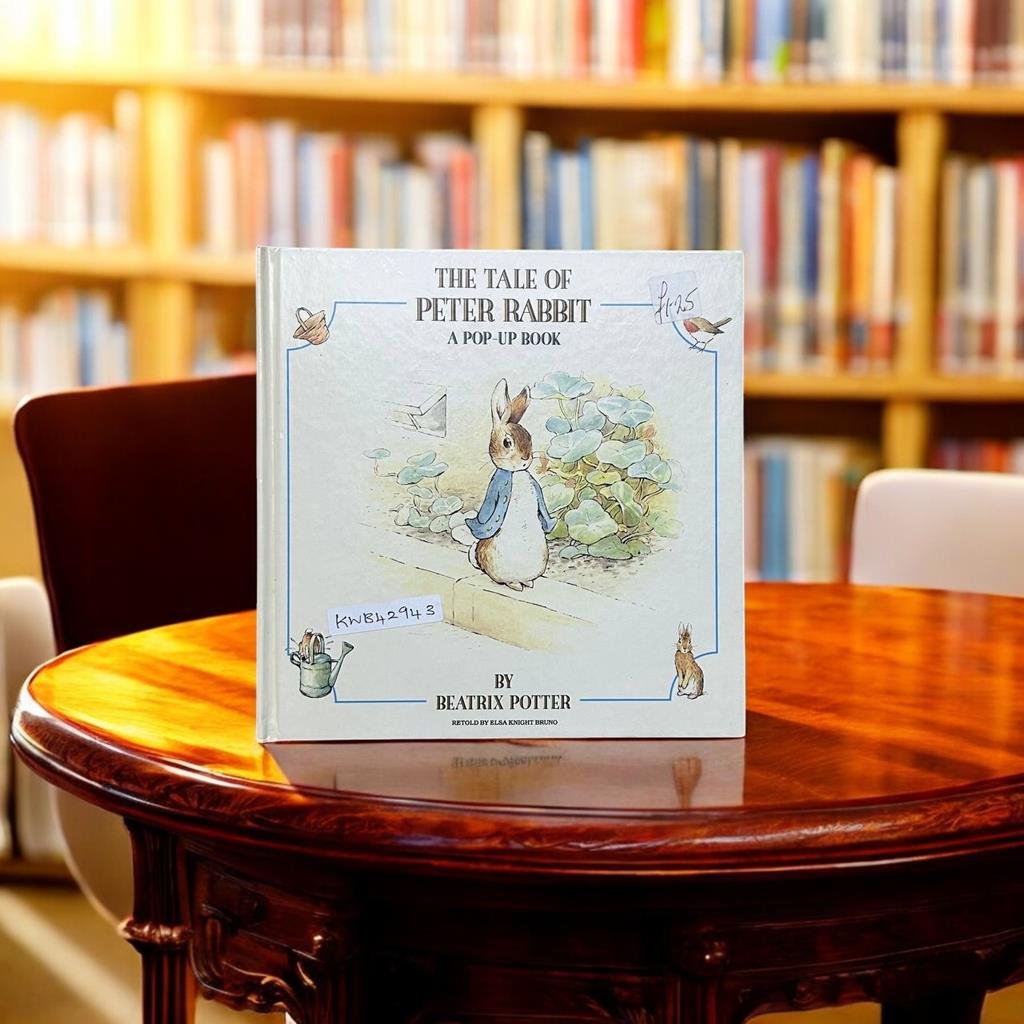 THE TALE OF
PETER RABBIT
A POP-UP BOOK
£1.25
KWB42943
BY
BEATRIX POTTER
RETOLD BY ELSA KNIGHT BRUNO